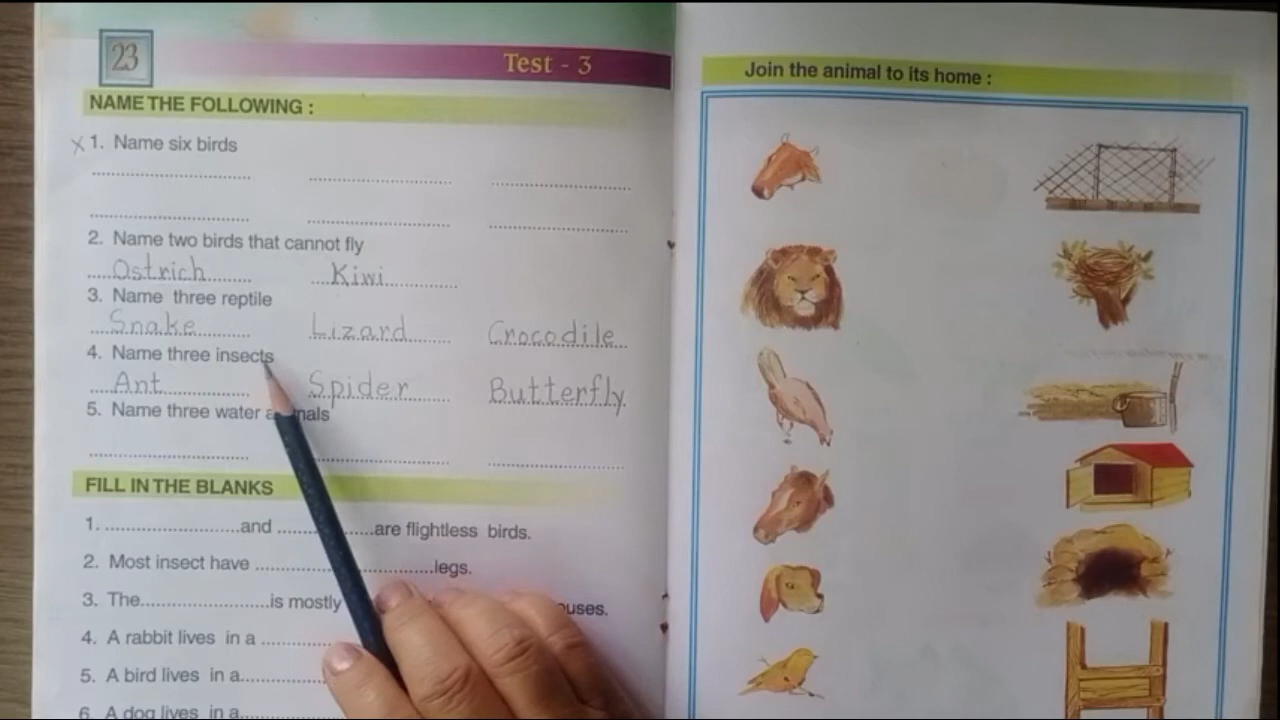 23
Test - 3
NAME THE FOLLOWING :
x 1. Name six birds
2. Name two birds that cannot fly
Ostrich Kiwi
3. Name three reptile
Snake Lizard Crocodile
4. Name three insects
Ant Spider Butterfly
5. Name three water animals
FILL IN THE BLANKS
1. ........................and ..................are flightless birds.
2. Most insect have ................................legs.
3. The.......................is mostly
4. A rabbit lives in a .............
5. A bird lives in a...............
6. A dog lives in a...............
Join the animal to its home :